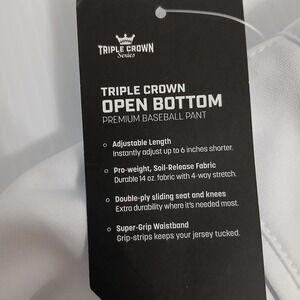 TRIPLE CROWN
Series
TRIPLE CROWN
OPEN BOTTOM
PREMIUM BASEBALL PANT
Adjustable Length
Instantly adjust up to 6 inches shorter.
Pro-weight, Soil-Release Fabric
Durable 14 oz. fabric with 4-way stretch.
Double-ply sliding seat and knees
Extra durability where it's needed most.
Super-Grip Waistband
Grip-strips keeps your jersey tucked.